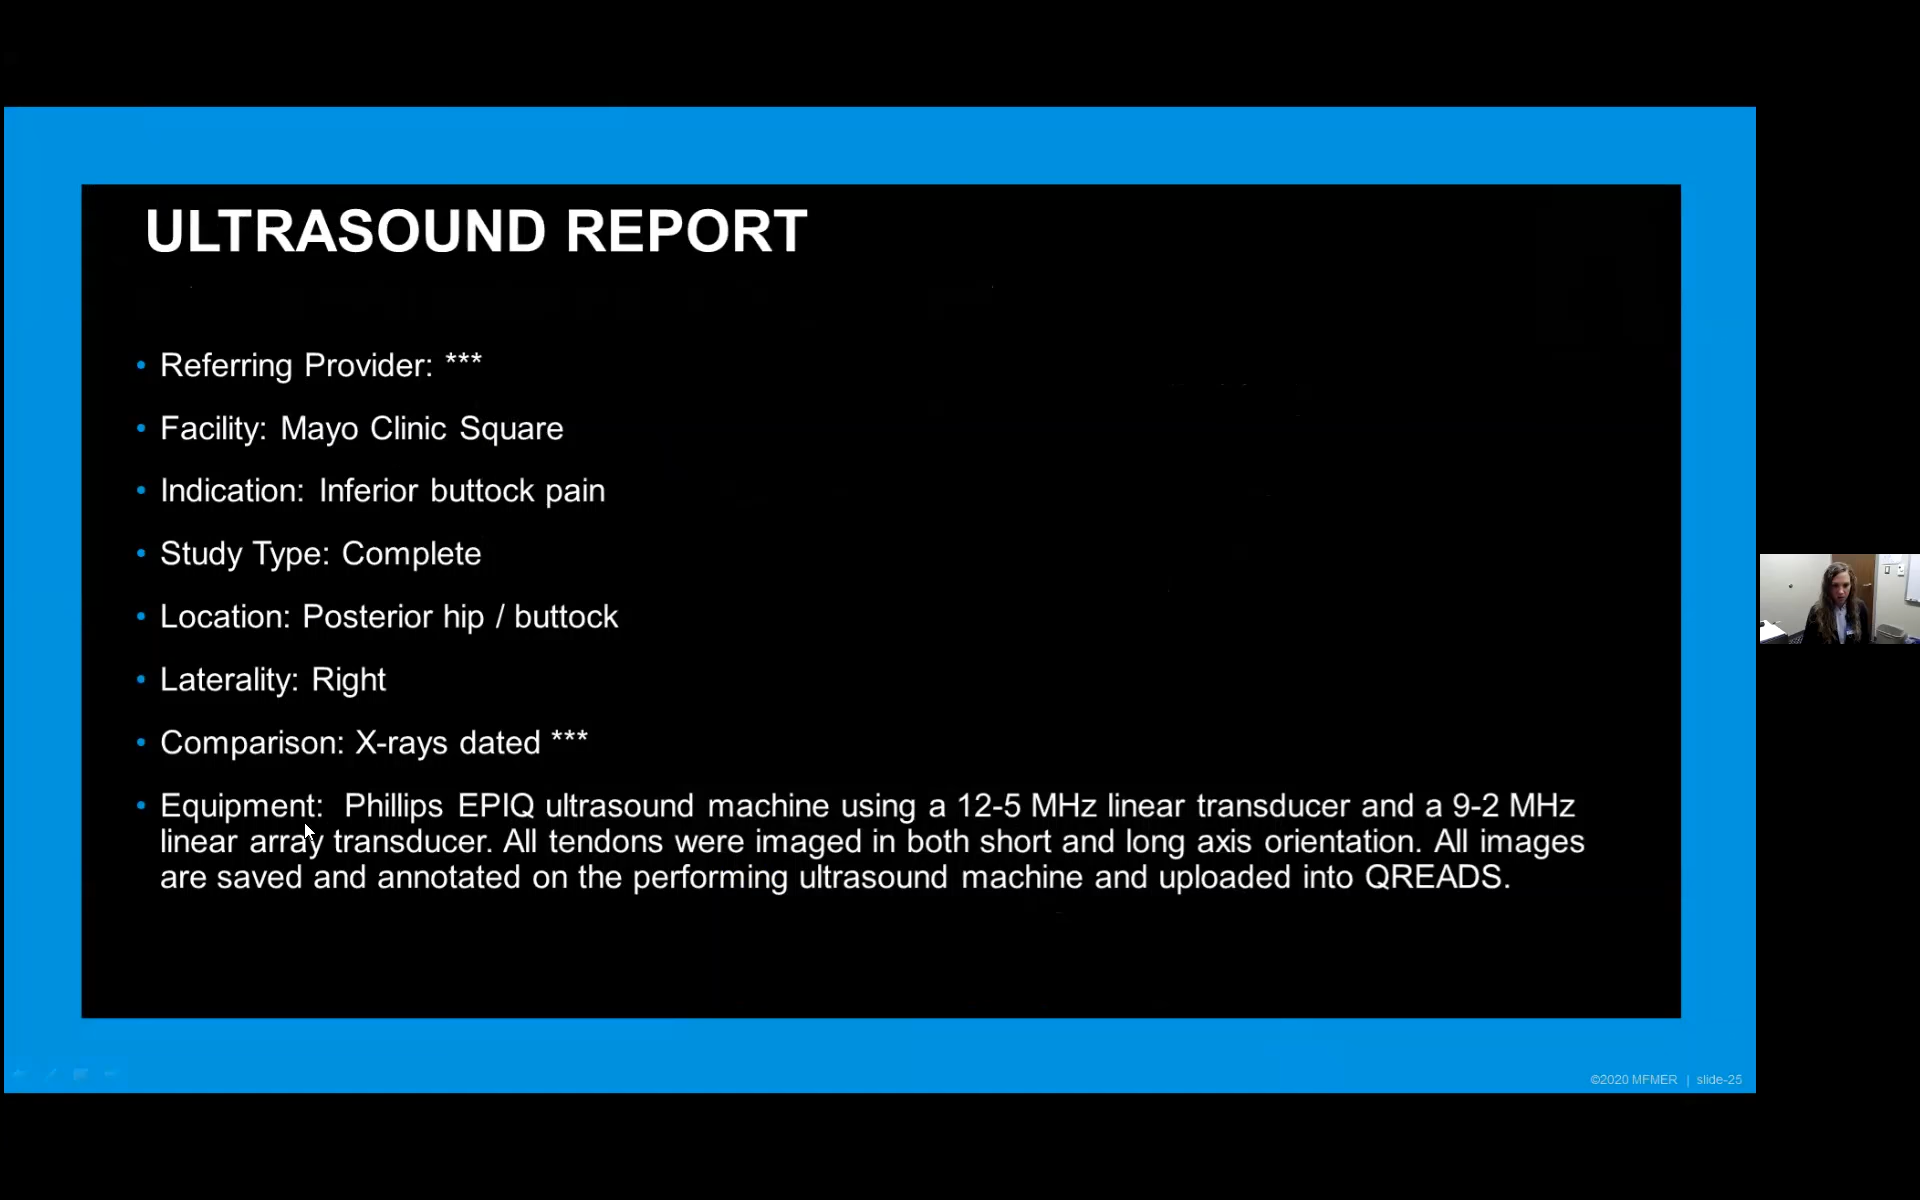 ULTRASOUND REPORT
• Referring Provider: ***
• Facility: Mayo Clinic Square
• Indication: Inferior buttock pain
• Study Type: Complete
• Location: Posterior hip / buttock
• Laterality: Right
• Comparison: X-rays dated ***
• Equipment: Phillips EPIQ ultrasound machine using a 12-5 MHz linear transducer and a 9-2 MHz
linear array transducer. All tendons were imaged in both short and long axis orientation. All images
are saved and annotated on the performing ultrasound machine and uploaded into QREADS.
©2020 MFMER | slide-25